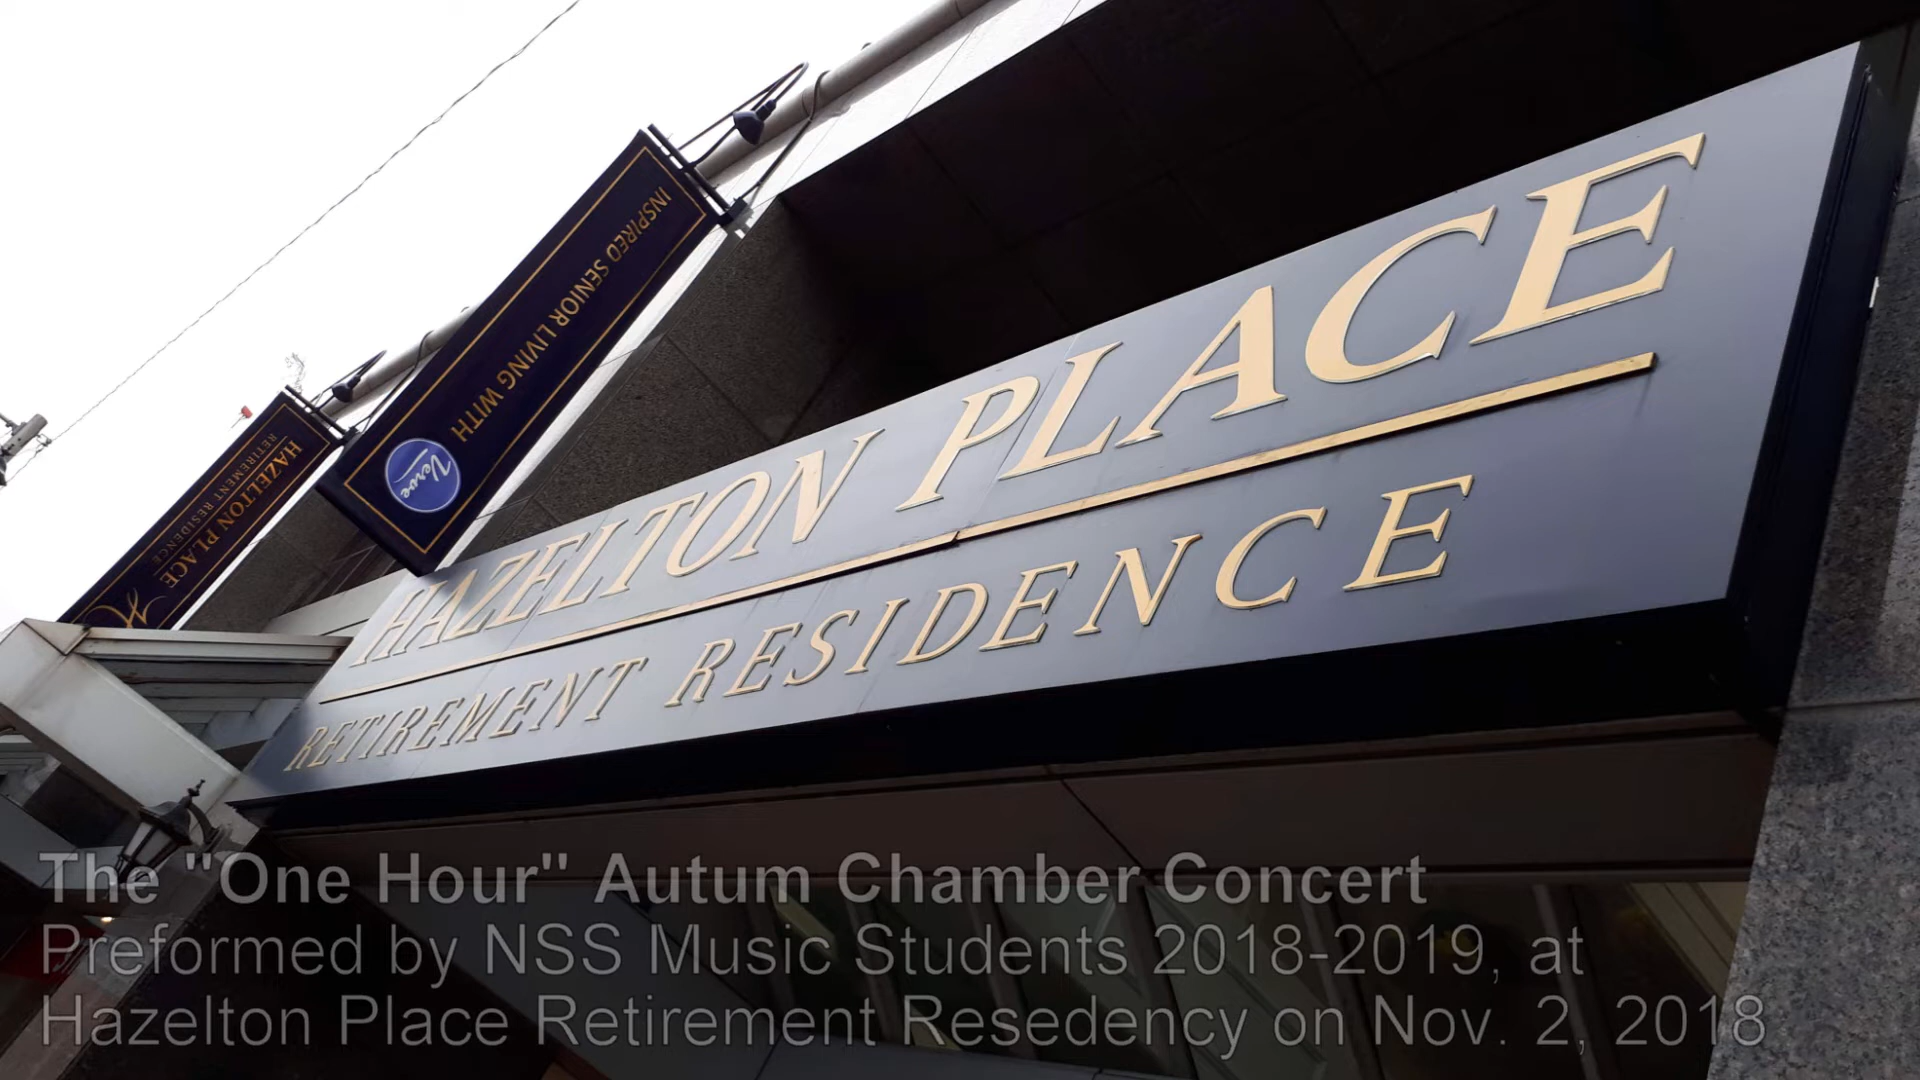 INSPIRED SENIOR LIVING WITH
Verve
HAZELTON PLACE
RETIREMENT RESIDENCE
HAZELTON PLACE
RETIREMENT RESIDENCE
The "One Hour" Autum Chamber Concert
Preformed by NSS Music Students 2018-2019, at
Hazelton Place Retirement Resedency on Nov. 2, 2018